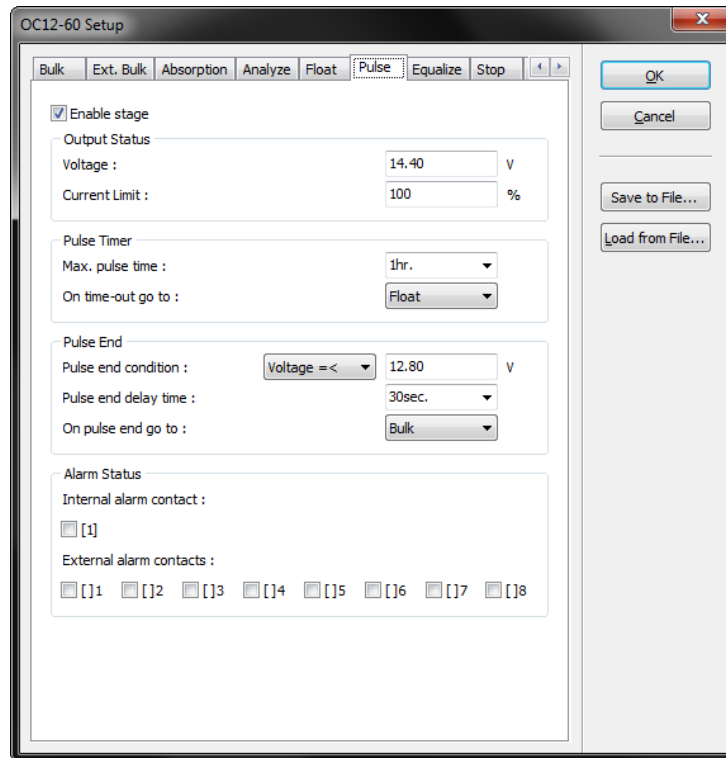 OC12-60 Setup
Bulk Ext. Bulk Absorption Analyze Float Pulse Equalize Stop
OK
Cancel
Save to File...
Load from File...
Enable stage
Output Status
Voltage : 14.40 V
Current Limit : 100 %
Pulse Timer
Max. pulse time : 1hr.
On time-out go to : Float
Pulse End
Pulse end condition : Voltage =< 12.80 V
Pulse end delay time : 30sec.
On pulse end go to : Bulk
Alarm Status
Internal alarm contact :
[1]
External alarm contacts :
[]1 []2 []3 []4 []5 []6 []7 []8